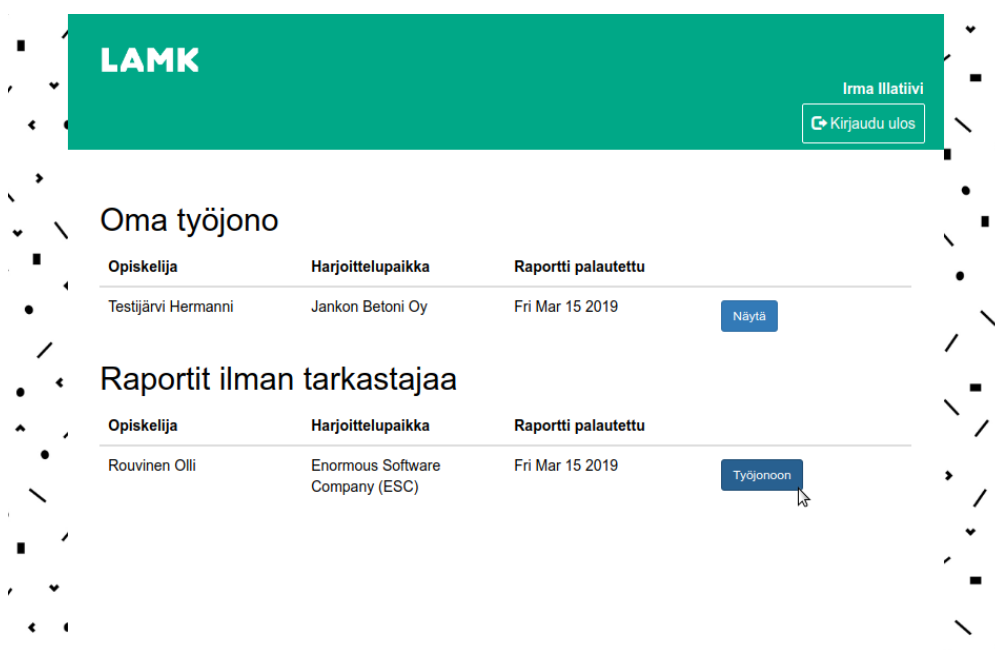 LAMK
Irma Illatiivi
Kirjaudu ulos
Oma työjono
Opiskelija Harjoittelupaikka Raportti palautettu
Testijärvi Hermanni Jankon Betoni Oy Fri Mar 15 2019 Näytä
Raportit ilman tarkastajaa
Opiskelija Harjoittelupaikka Raportti palautettu
Rouvinen Olli Enormous Software Fri Mar 15 2019 Työjonoon
Company (ESC)